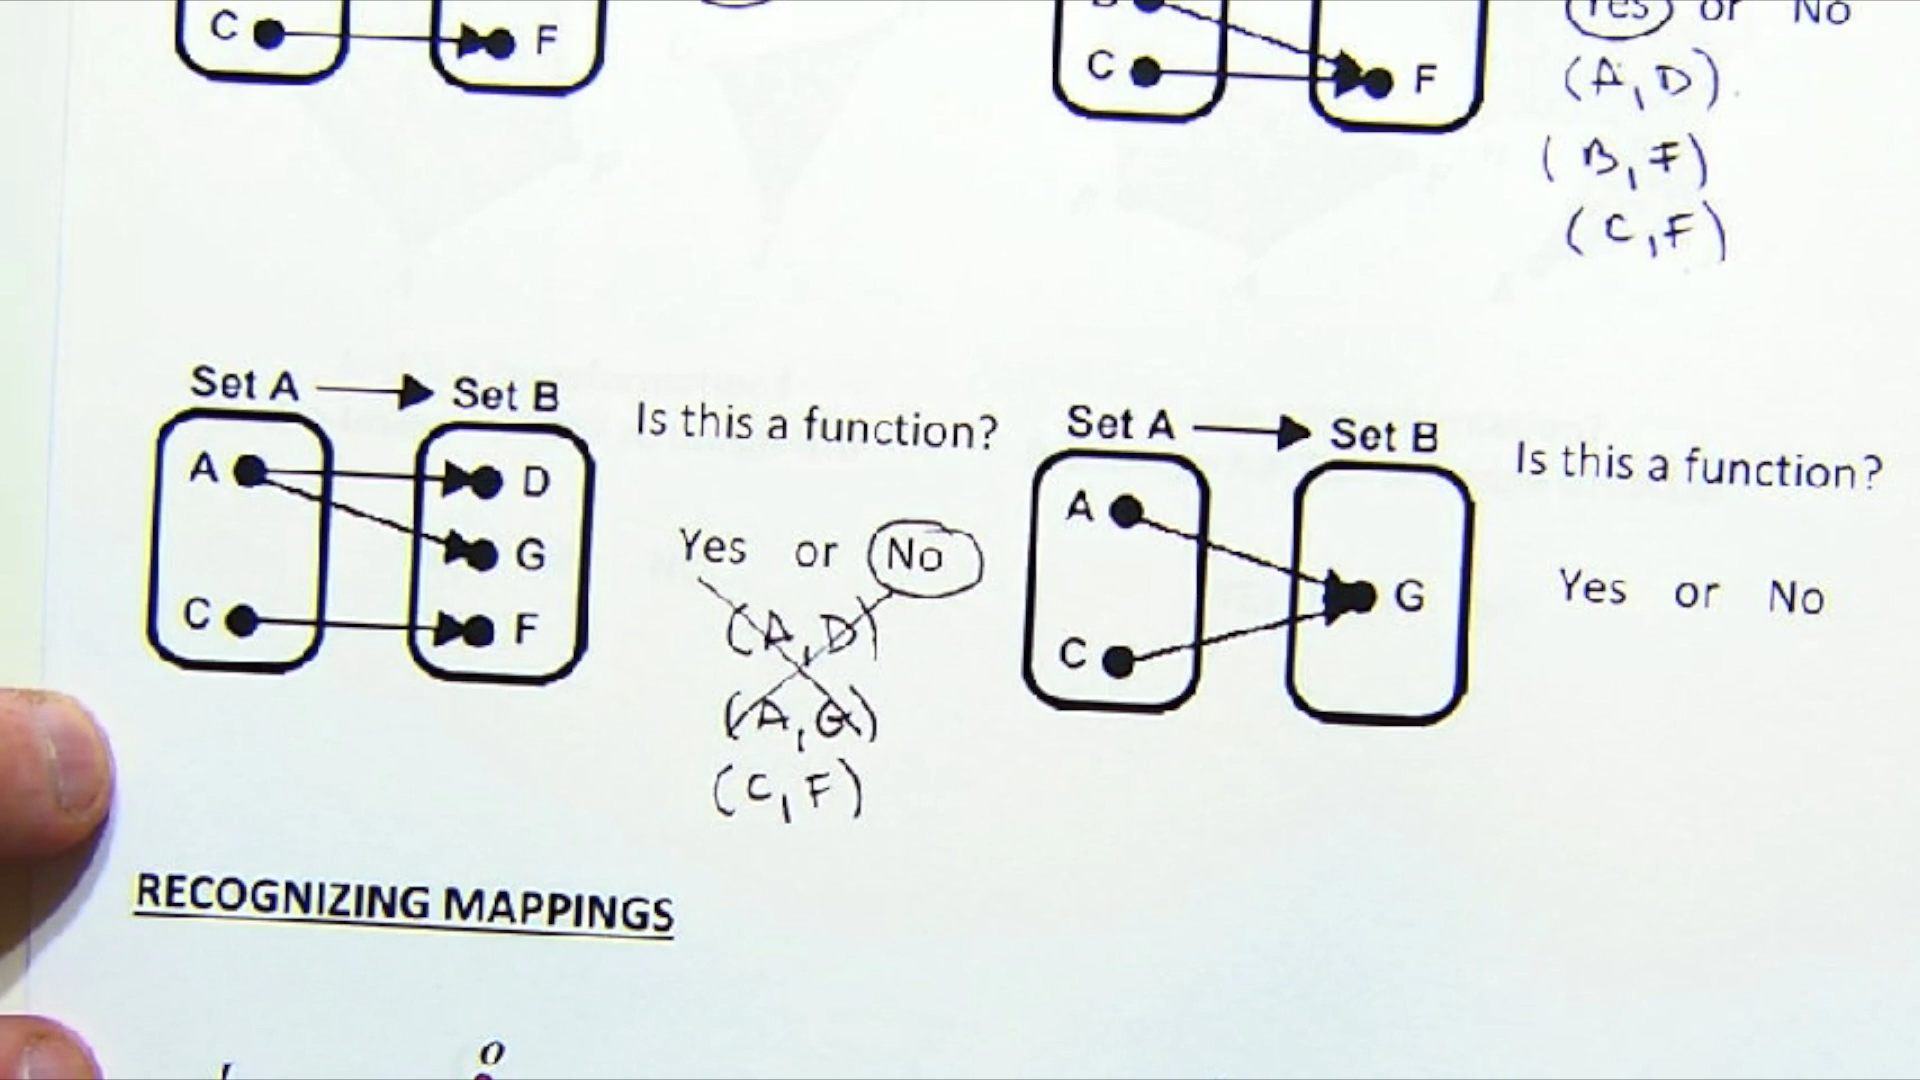 C F
C F
Yes or No
(A, D)
(B, F)
(C, F)
Set A Set B
Is this a function?
A D
G
C F
Yes or No
(A, D)
(A, G)
(C, F)
Set A Set B
Is this a function?
A
G
C
Yes or No
RECOGNIZING MAPPINGS
O